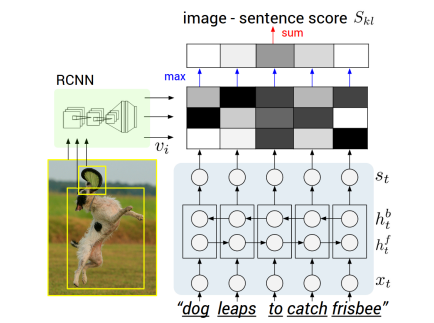 image - sentence score S_{kl}
sum
max
RCNN
v_i
s_t
h_t^b
h_t^f
x_t
“dog leaps to catch frisbee”